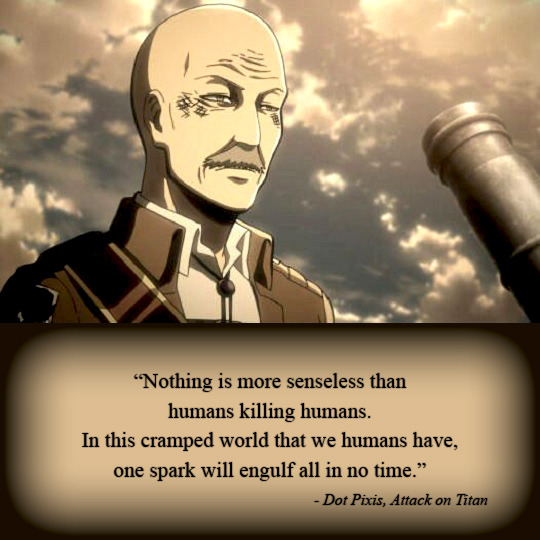 “Nothing is more senseless than
humans killing humans.
In this cramped world that we humans have,
one spark will engulf all in no time.”
- Dot Pixis, Attack on Titan